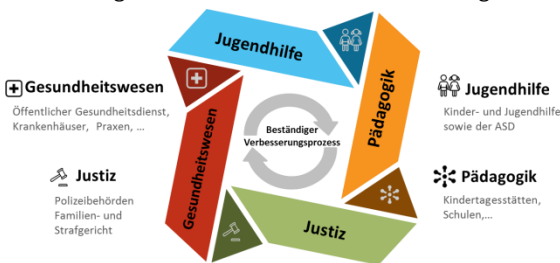 Jugendhilfe
Pädagogik
Justiz
Gesundheitswesen
Beständiger
Verbesserungsprozess
Gesundheitswesen
Öffentlicher Gesundheitsdienst,
Krankenhäuser, Praxen, ...
Justiz
Polizeibehörden
Familien- und
Strafgericht
Jugendhilfe
Kinder- und Jugendhilfe
sowie der ASD
Pädagogik
Kindertagesstätten,
Schulen,...